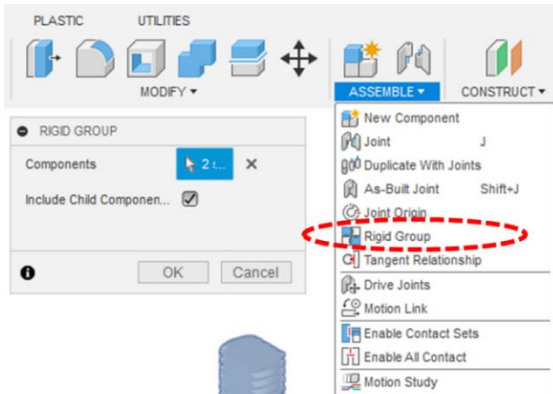 PLASTIC UTILITIES
MODIFY ▾
ASSEMBLE ▾
CONSTRUCT ▾
RIGID GROUP
Components 2 s...
Include Child Componen...
OK Cancel
New Component
Joint J
Duplicate With Joints
As-Built Joint Shift+J
Joint Origin
Rigid Group
Tangent Relationship
Drive Joints
Motion Link
Enable Contact Sets
Enable All Contact
Motion Study